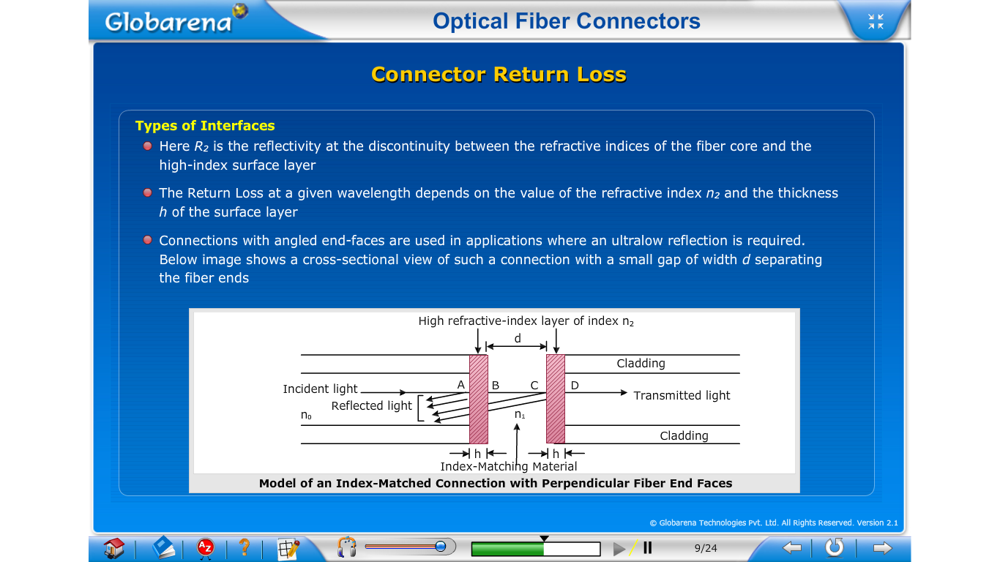 Globarena
Optical Fiber Connectors
Connector Return Loss
Types of Interfaces
Here R₂ is the reflectivity at the discontinuity between the refractive indices of the fiber core and the
high-index surface layer
The Return Loss at a given wavelength depends on the value of the refractive index n₂ and the thickness
h of the surface layer
Connections with angled end-faces are used in applications where an ultralow reflection is required.
Below image shows a cross-sectional view of such a connection with a small gap of width d separating
the fiber ends
High refractive-index layer of index n₂
d
Cladding
Incident light
A B C D
Transmitted light
Reflected light
n₀
n₁
Cladding
h h
Index-Matching Material
Model of an Index-Matched Connection with Perpendicular Fiber End Faces
© Globarena Technologies Pvt. Ltd. All Rights Reserved. Version 2.1
AZ
?
9/24